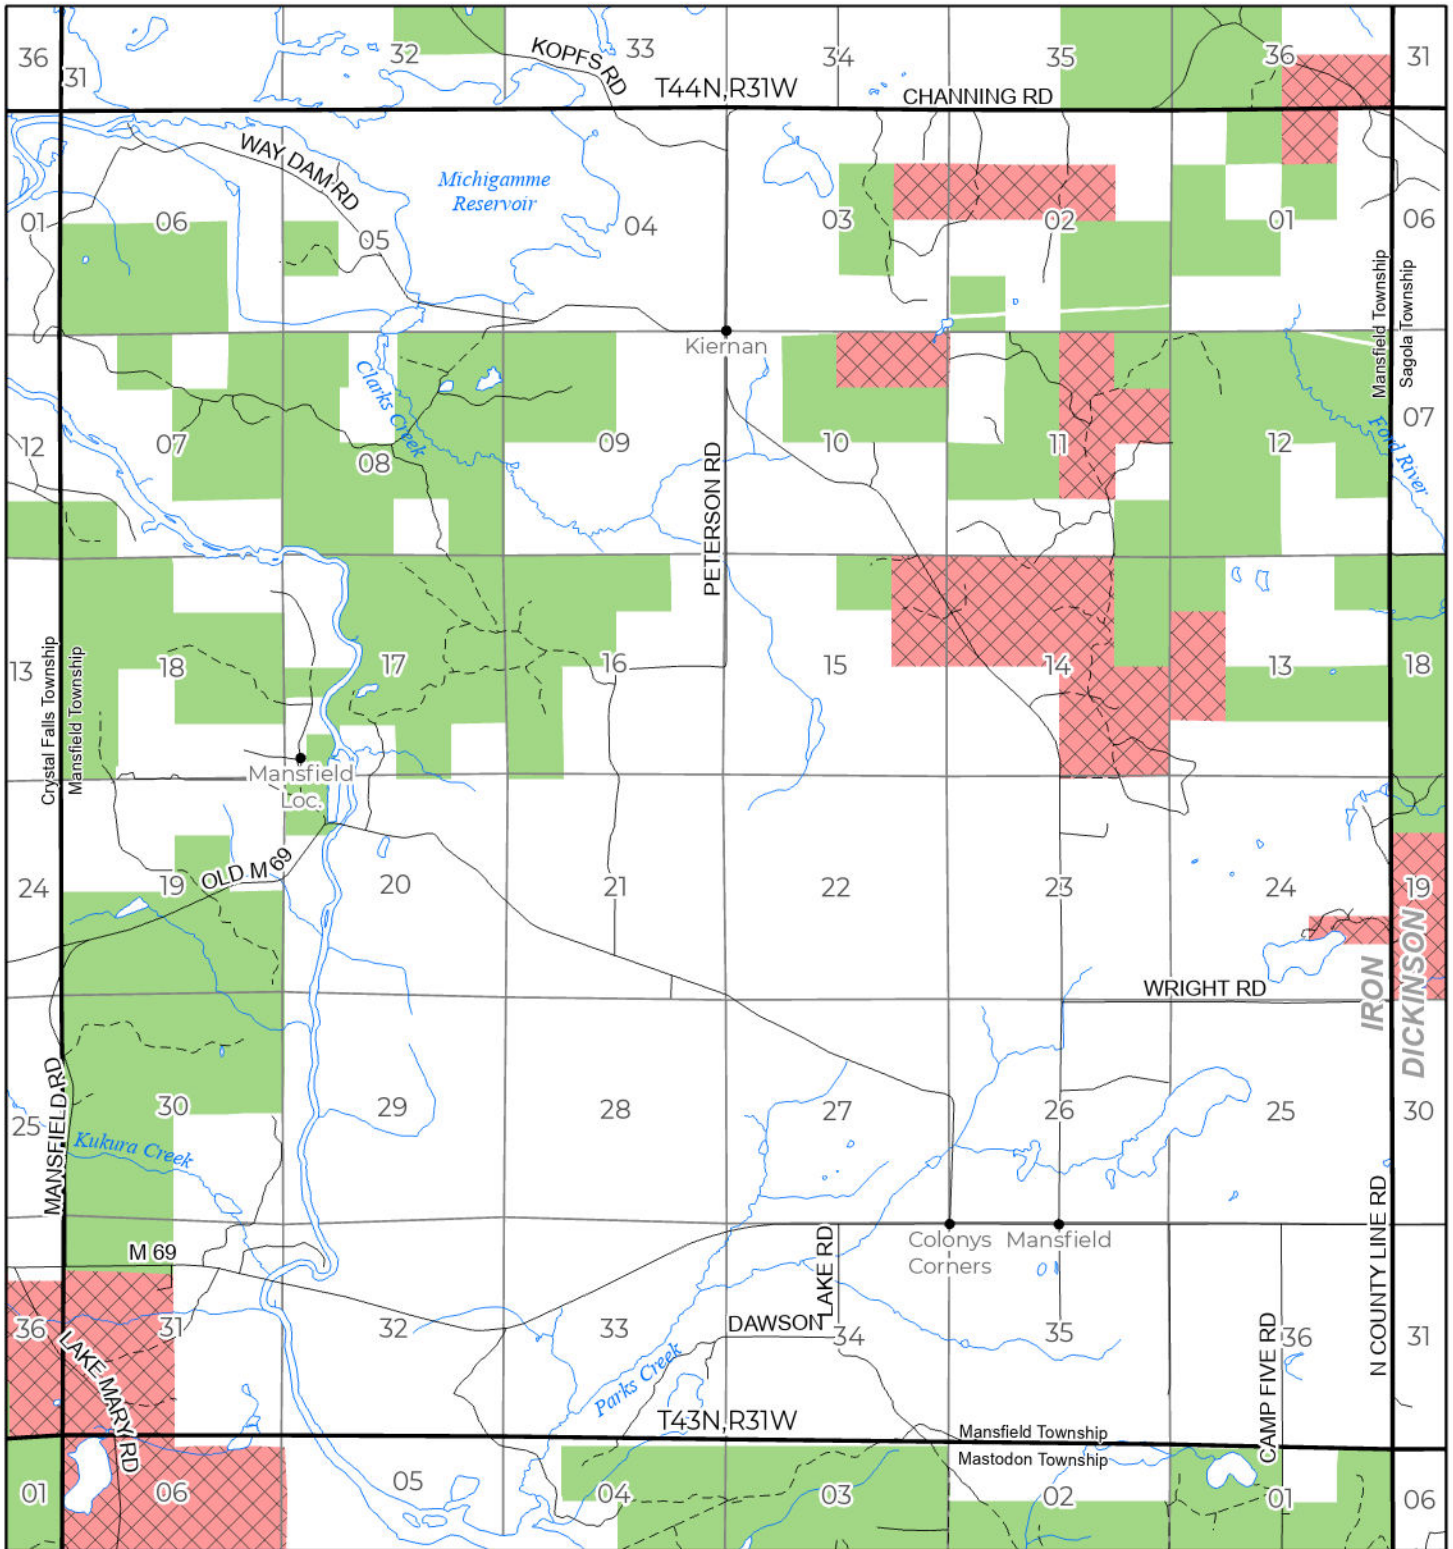 36
31
32
KOPFS RD
33
34
35
36
31
T44N,R31W
CHANNING RD
WAY DAM RD
Michigamme
Reservoir
01
06
05
04
03
02
01
06
Mansfield Township
Sagola Township
Kiernan
Clarks Creek
12
07
08
09
PETERSON RD
10
11
12
07
Ford River
Crystal Falls Township
Mansfield Township
13
18
17
16
15
14
13
18
Mansfield
Loc.
OLD M 69
24
19
20
21
22
23
24
19
WRIGHT RD
IRON
DICKINSON
MANSFIELD RD
25
30
29
28
27
26
25
30
Kukura Creek
M 69
LAKE RD
Colonys
Corners
Mansfield
N COUNTY LINE RD
36
31
32
33
DAWSON
34
35
CAMP FIVE RD
36
31
LAKE MARY RD
Parks Creek
T43N,R31W
Mansfield Township
Mastodon Township
01
06
05
04
03
02
01
06